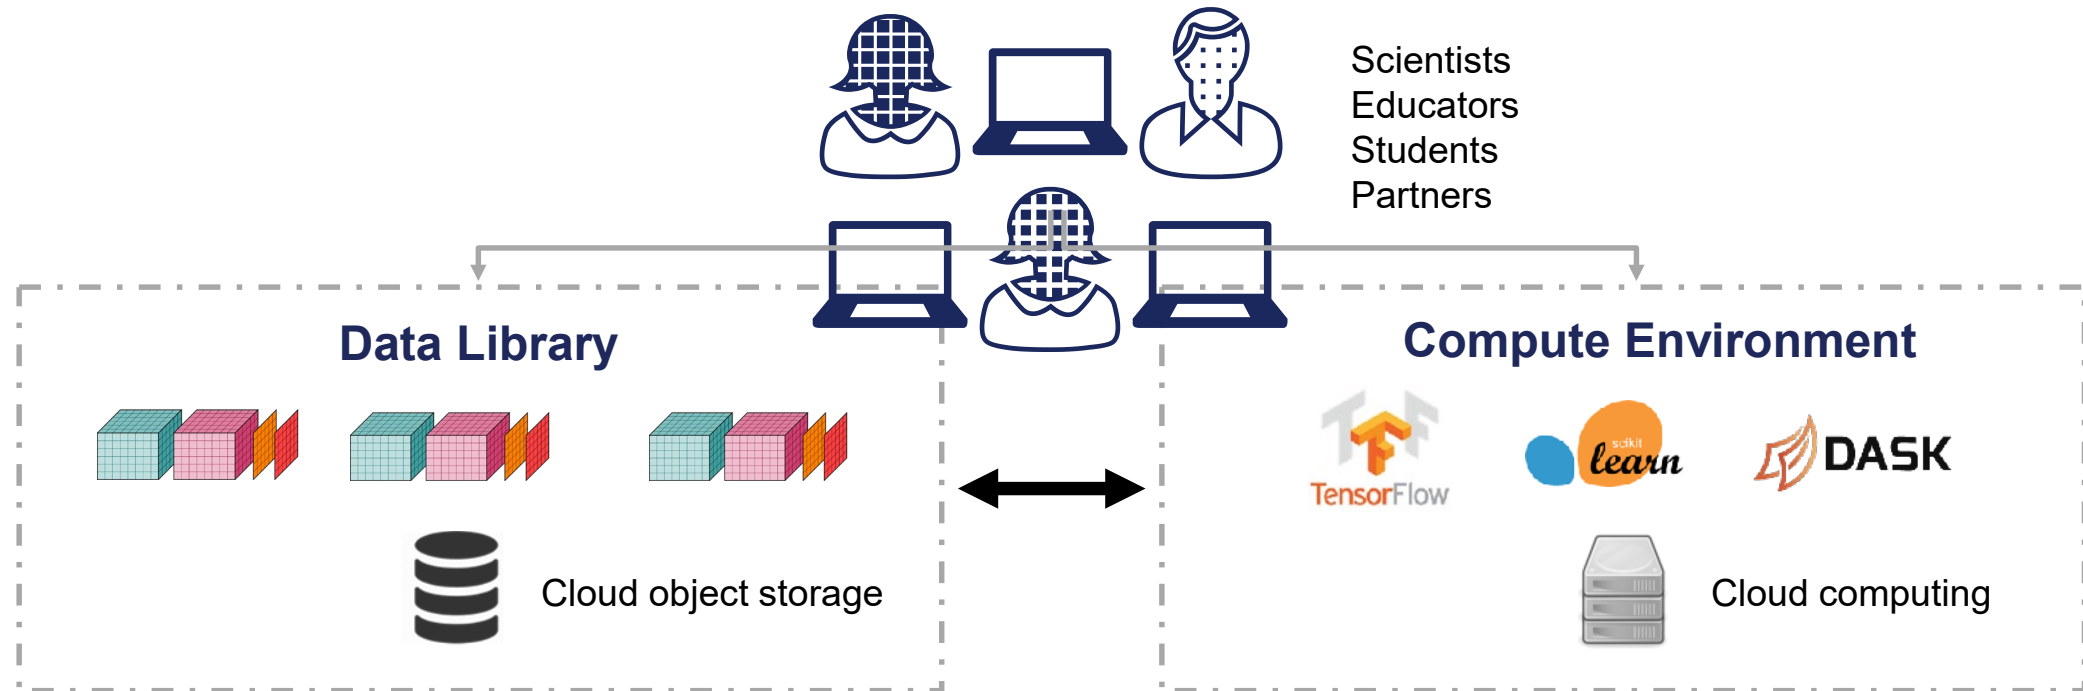 Scientists
Educators
Students
Partners
Data Library
Compute Environment
TensorFlow
scikit
learn
DASK
Cloud object storage
Cloud computing